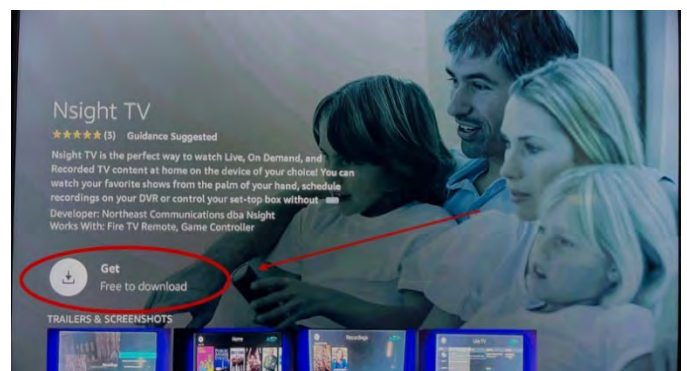 Nsight TV
(3) Guidance Suggested
Nsight TV is the perfect way to watch Live, On Demand, and
Recorded TV content at home on the device of your choice! You can
watch your favorite shows from the palm of your hand, schedule
recordings on your DVR or control your set-top box without
Developer: Northeast Communications dba Nsight
Works With: Fire TV Remote, Game Controller
Get
Free to download
TRAILERS & SCREENSHOTS
Home
Recordings
Live TV